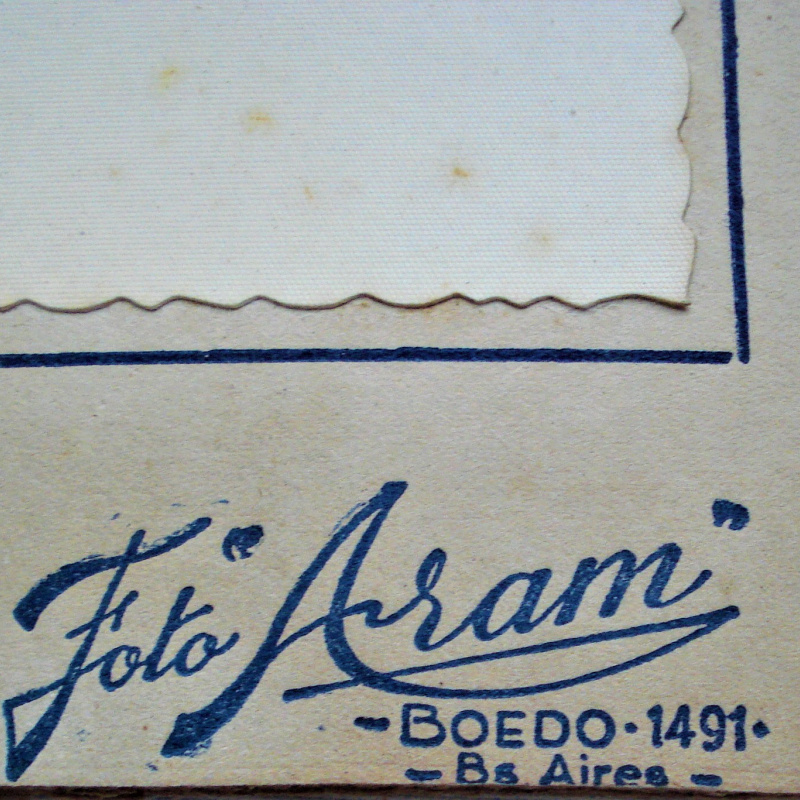 Foto "Aram"
- BOEDO · 1491 ·
- Bs Aires -